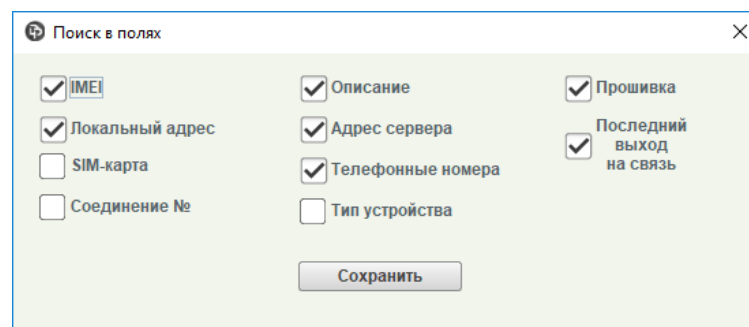 Поиск в полях
IMEI
Локальный адрес
SIM-карта
Соединение №
Описание
Адрес сервера
Телефонные номера
Тип устройства
Прошивка
Последний
выход
на связь
Сохранить